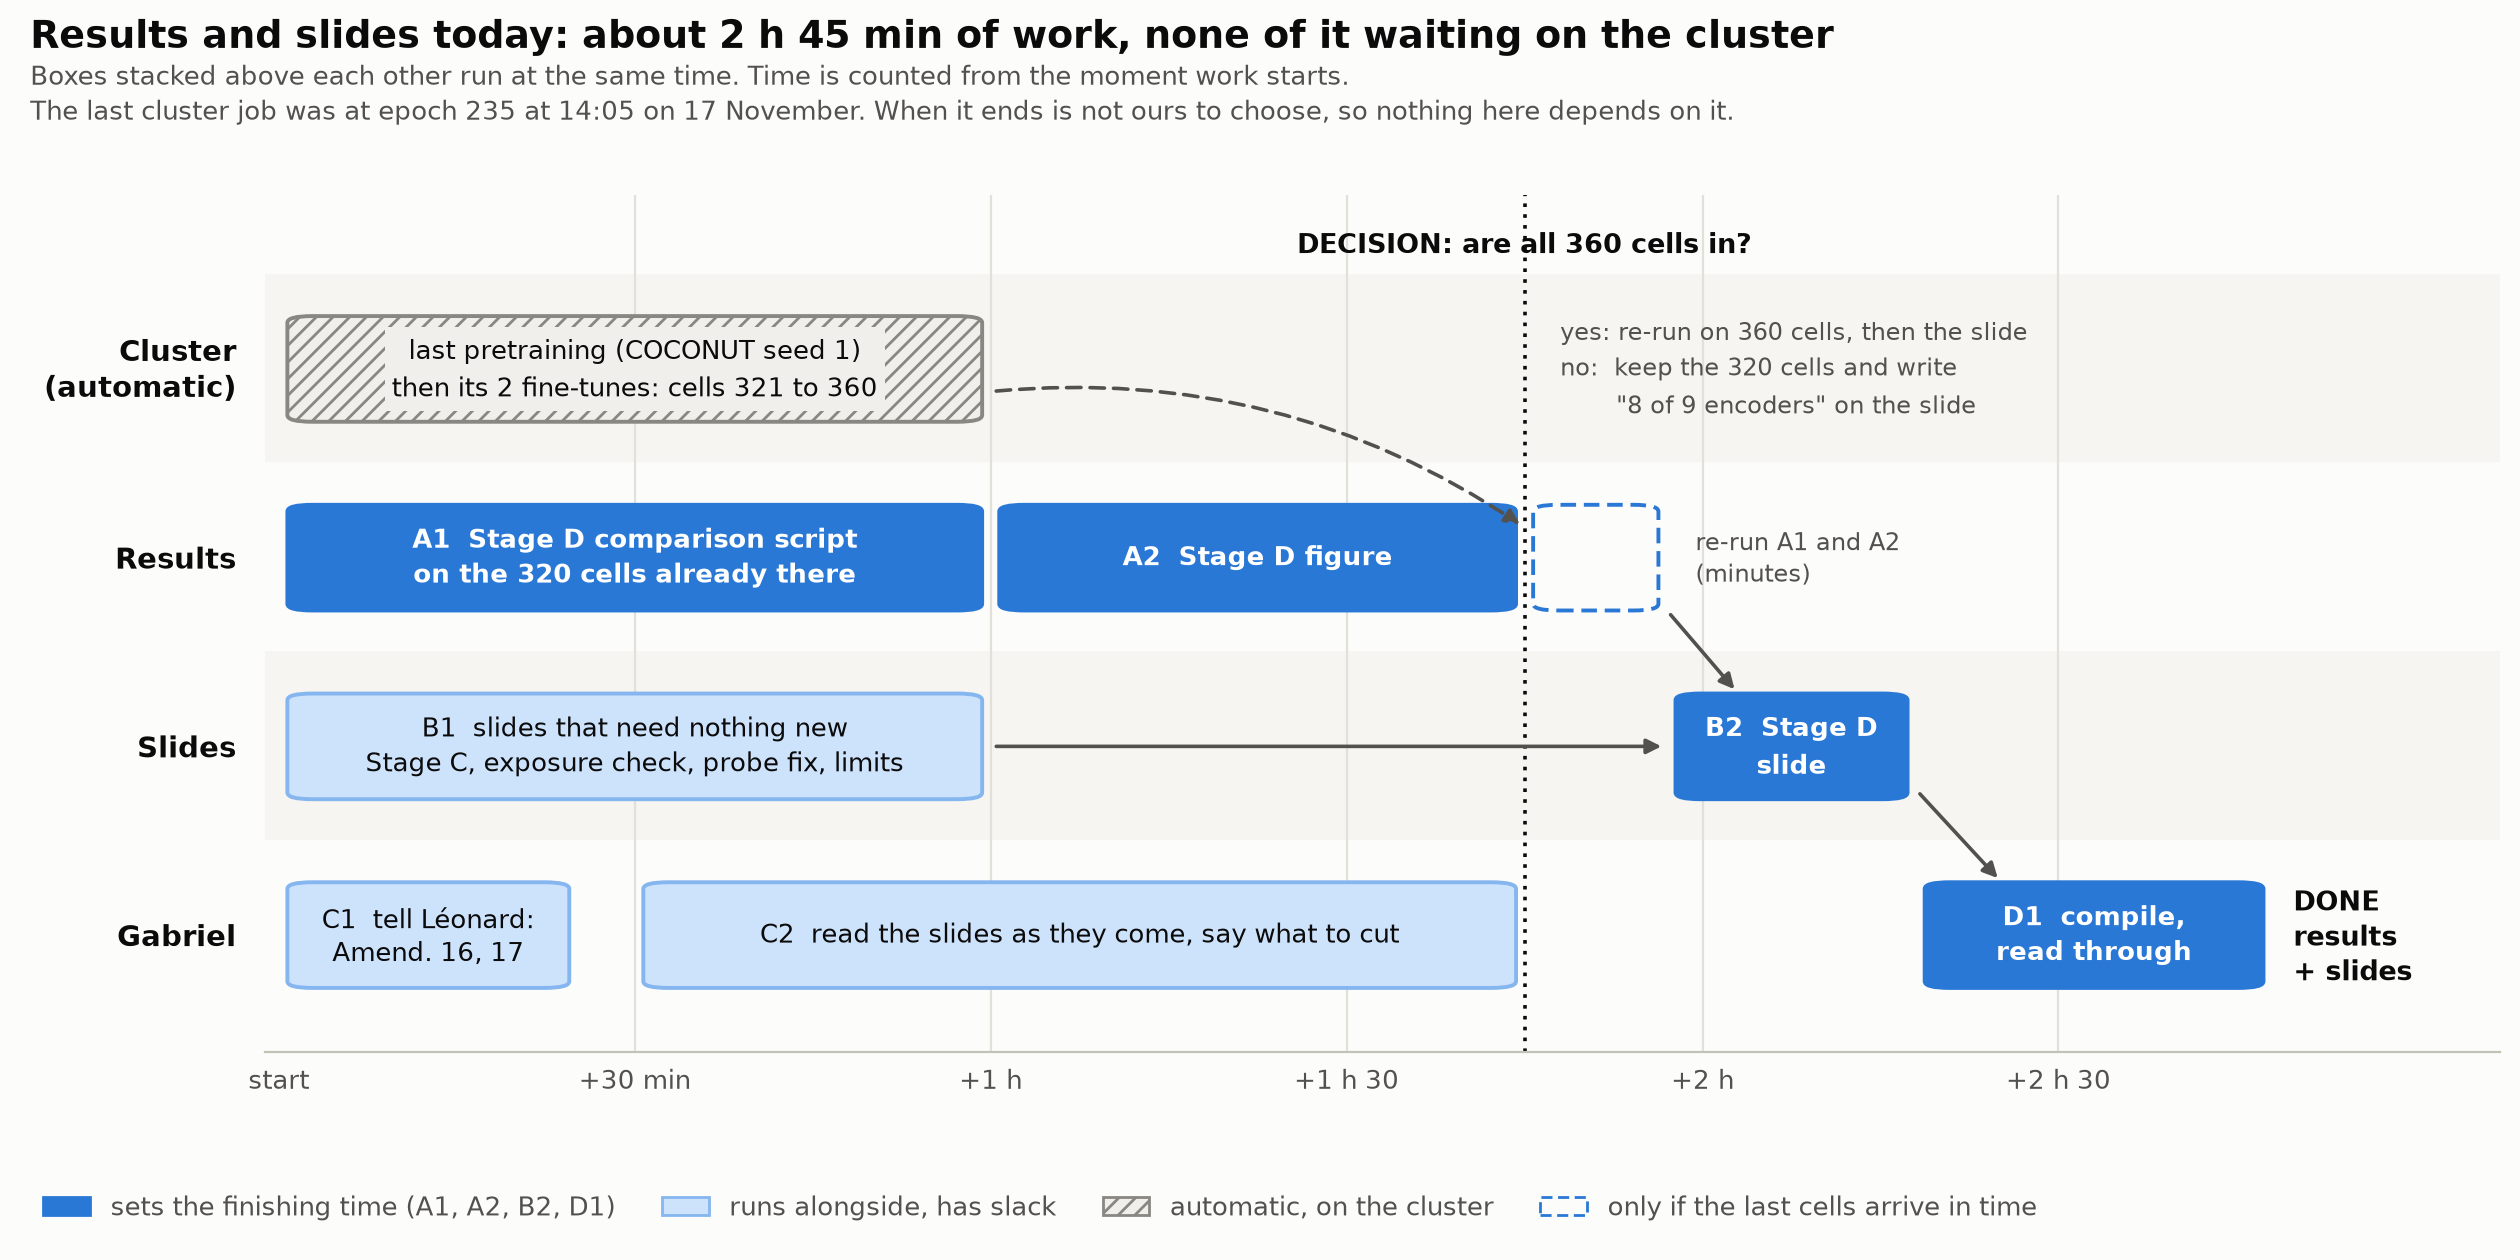 Results and slides today: about 2 h 45 min of work, none of it waiting on the cluster
Boxes stacked above each other run at the same time. Time is counted from the moment work starts.
The last cluster job was at epoch 235 at 14:05 on 17 November. When it ends is not ours to choose, so nothing here depends on it.
DECISION: are all 360 cells in?
Cluster
(automatic)
last pretraining (COCONUT seed 1)
then its 2 fine-tunes: cells 321 to 360
yes: re-run on 360 cells, then the slide
no:  keep the 320 cells and write
"8 of 9 encoders" on the slide
Results
A1  Stage D comparison script
on the 320 cells already there
A2  Stage D figure
re-run A1 and A2
(minutes)
Slides
B1  slides that need nothing new
Stage C, exposure check, probe fix, limits
B2  Stage D
slide
Gabriel
C1  tell Léonard:
Amend. 16, 17
C2  read the slides as they come, say what to cut
D1  compile,
read through
DONE
results
+ slides
start
+30 min
+1 h
+1 h 30
+2 h
+2 h 30
sets the finishing time (A1, A2, B2, D1)
runs alongside, has slack
automatic, on the cluster
only if the last cells arrive in time